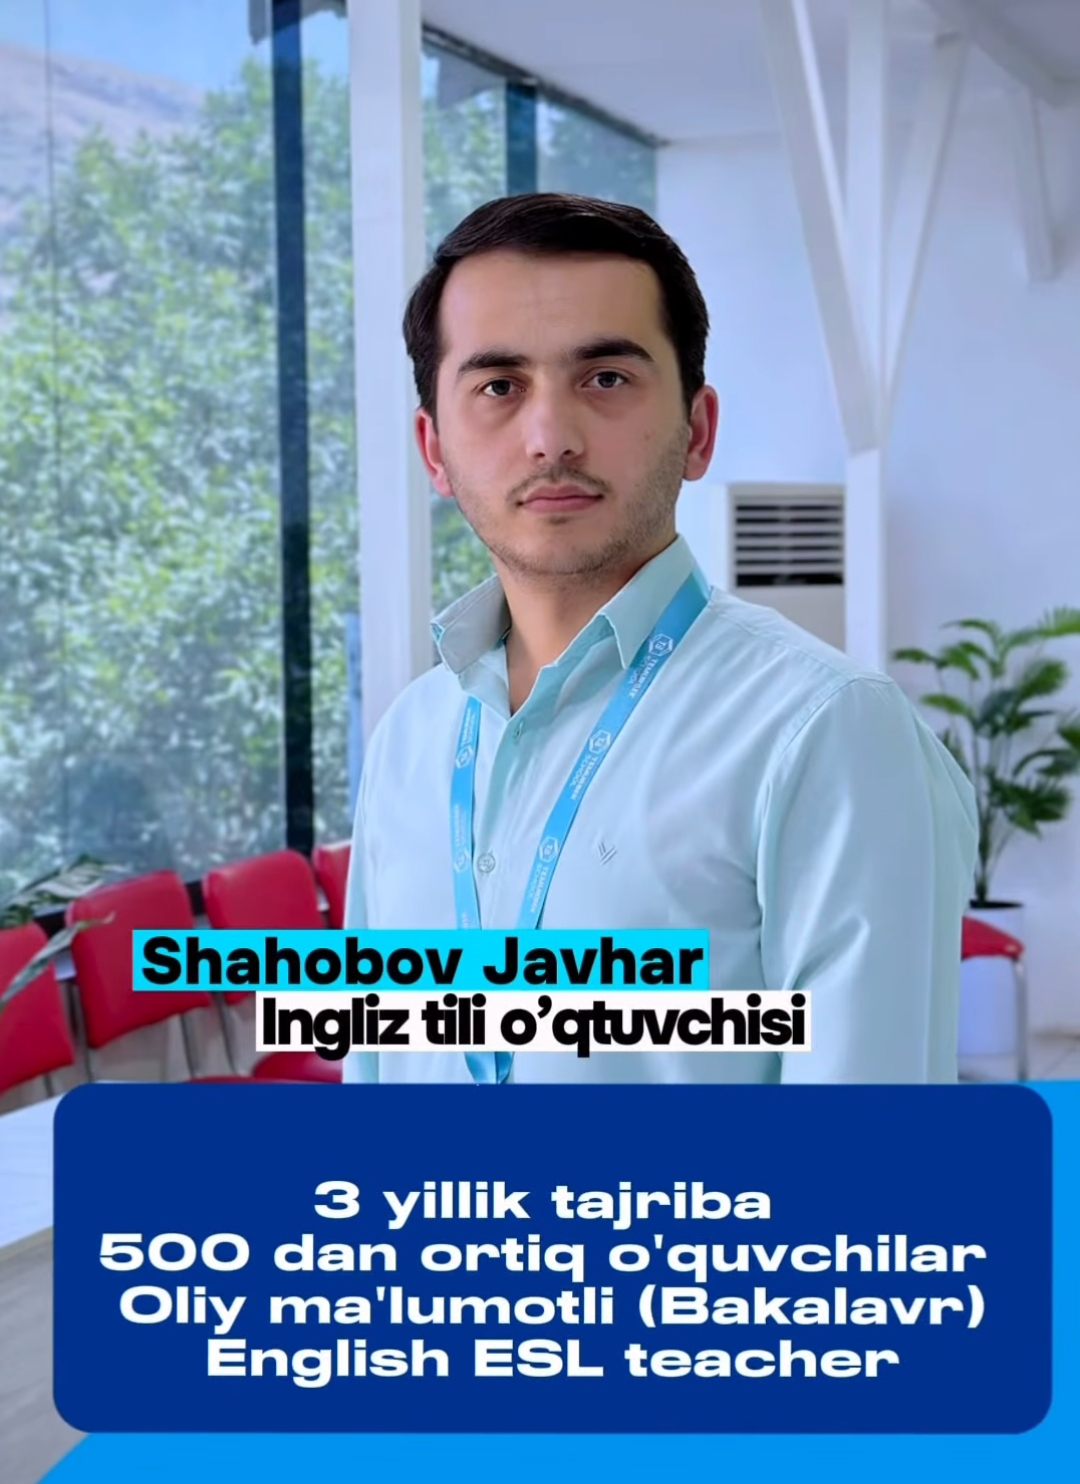 Shahobov Javhar
Ingliz tili o’qtuvchisi
3 yillik tajriba
500 dan ortiq o'quvchilar
Oliy ma'lumotli (Bakalavr)
English ESL teacher